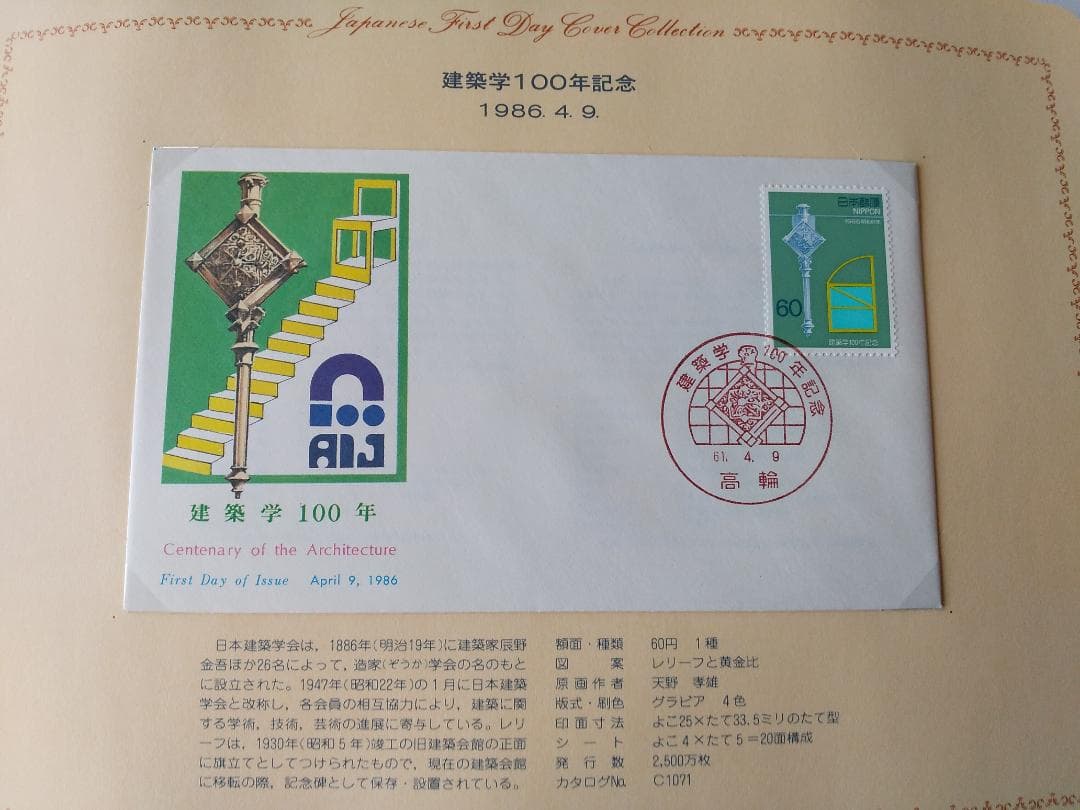 Japanese First Day Cover Collection
建築学100年記念
1986. 4. 9.
日本郵便
NIPPON
60
建築学100年記念
建築学100年記念
61. 4. 9
高輪
100
AIJ
建築学100年
Centenary of the Architecture
First Day of Issue April 9, 1986
日本建築学会は，1886年(明治19年)に建築家辰野
金吾ほか26名によって，造家(ぞうか)学会の名のもと
に設立された。1947年(昭和22年)の1月に日本建築
学会と改称し，各会員の相互協力により，建築に関
する学術，技術，芸術の進展に寄与している。レリ
ーフは，1930年(昭和5年)竣工の旧建築会館の正面
に旗立てとしてつけられたもので，現在の建築会館
に移転の際，記念碑として保存・設置されている。
額面・種類 60円 1種
図案 レリーフと黄金比
原画作者 天野 孝雄
版式・刷色 グラビア 4色
印面寸法 よこ25×たて33.5ミリのたて型
シート よこ4×たて5＝20面構成
発行数 2,500万枚
カタログNo. C1071